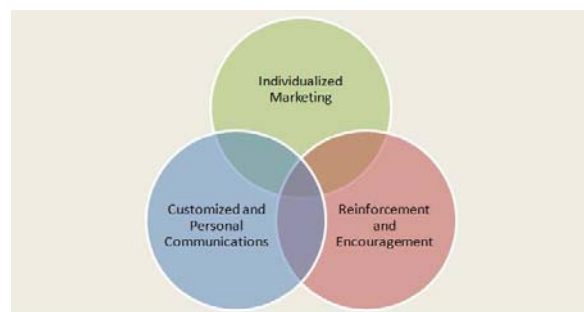 Individualized
Marketing
Customized and
Personal
Communications
Reinforcement
and
Encouragement